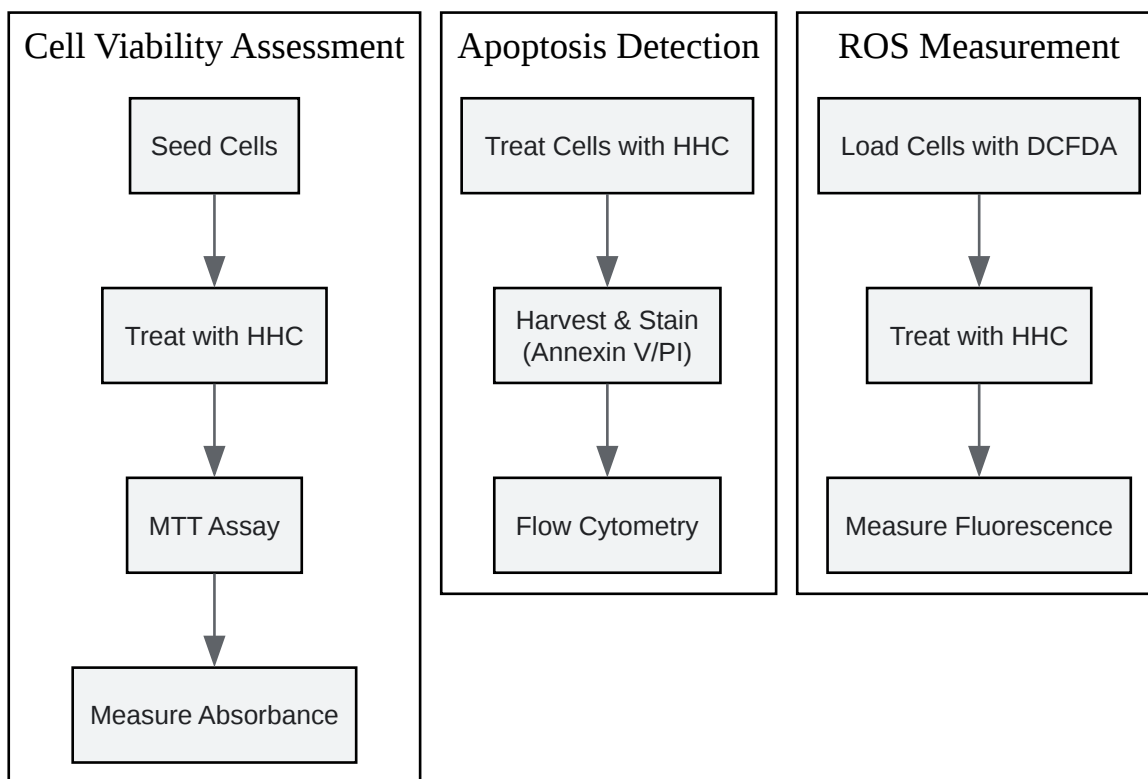 Cell Viability Assessment
Seed Cells
Treat with HHC
MTT Assay
Measure Absorbance
Apoptosis Detection
Treat Cells with HHC
Harvest & Stain
(Annexin V/PI)
Flow Cytometry
ROS Measurement
Load Cells with DCFDA
Treat with HHC
Measure Fluorescence